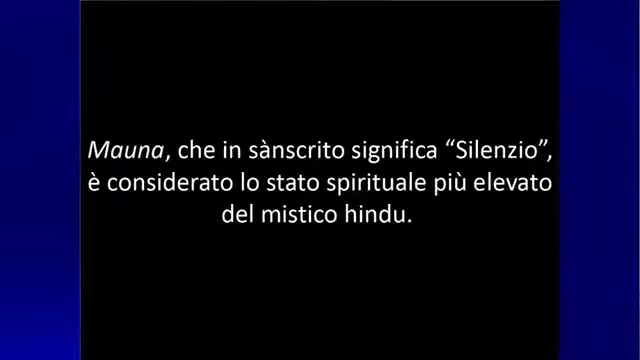 Mauna, che in sànscrito significa “Silenzio”,
è considerato lo stato spirituale più elevato
del mistico hindu.